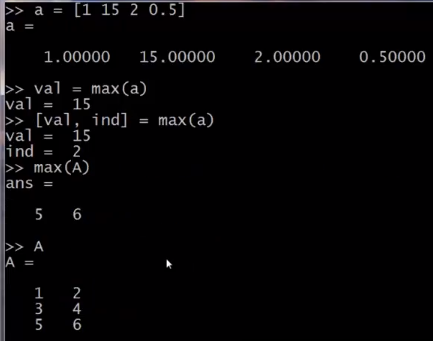 >> a = [1 15 2 0.5]
a =
1.00000 15.00000 2.00000 0.50000
>> val = max(a)
val = 15
>> [val, ind] = max(a)
val = 15
ind = 2
>> max(A)
ans =
5 6
>> A
A =
1 2
3 4
5 6